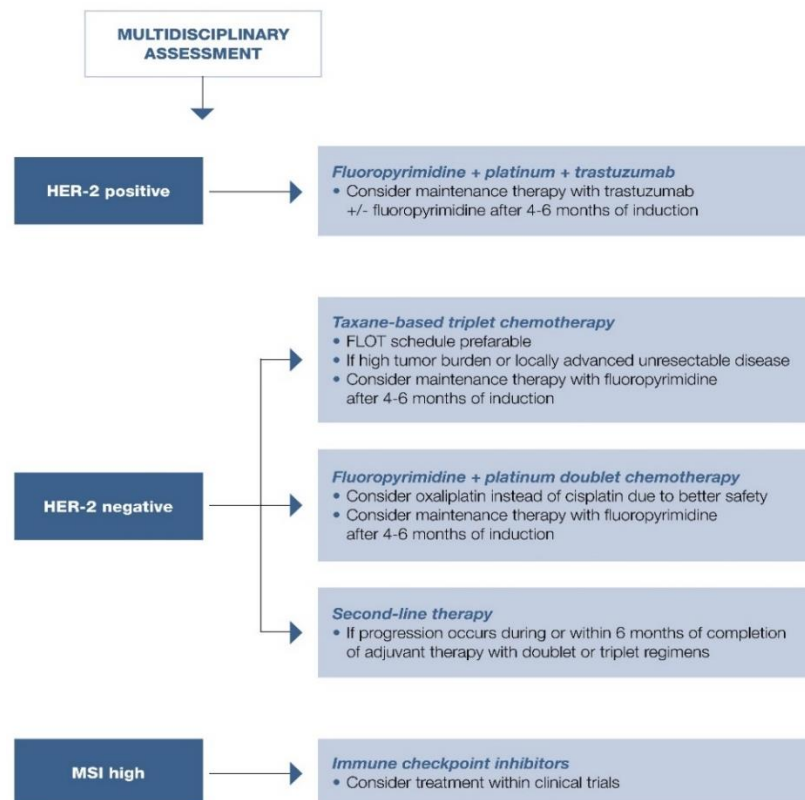 MULTIDISCIPLINARY
ASSESSMENT
HER-2 positive
Fluoropyrimidine + platinum + trastuzumab
• Consider maintenance therapy with trastuzumab
+/- fluoropyrimidine after 4-6 months of induction
HER-2 negative
Taxane-based triplet chemotherapy
• FLOT schedule prefarable
• If high tumor burden or locally advanced unresectable disease
• Consider maintenance therapy with fluoropyrimidine
after 4-6 months of induction
Fluoropyrimidine + platinum doublet chemotherapy
• Consider oxaliplatin instead of cisplatin due to better safety
• Consider maintenance therapy with fluoropyrimidine
after 4-6 months of induction
Second-line therapy
• If progression occurs during or within 6 months of completion
of adjuvant therapy with doublet or triplet regimens
MSI high
Immune checkpoint inhibitors
• Consider treatment within clinical trials